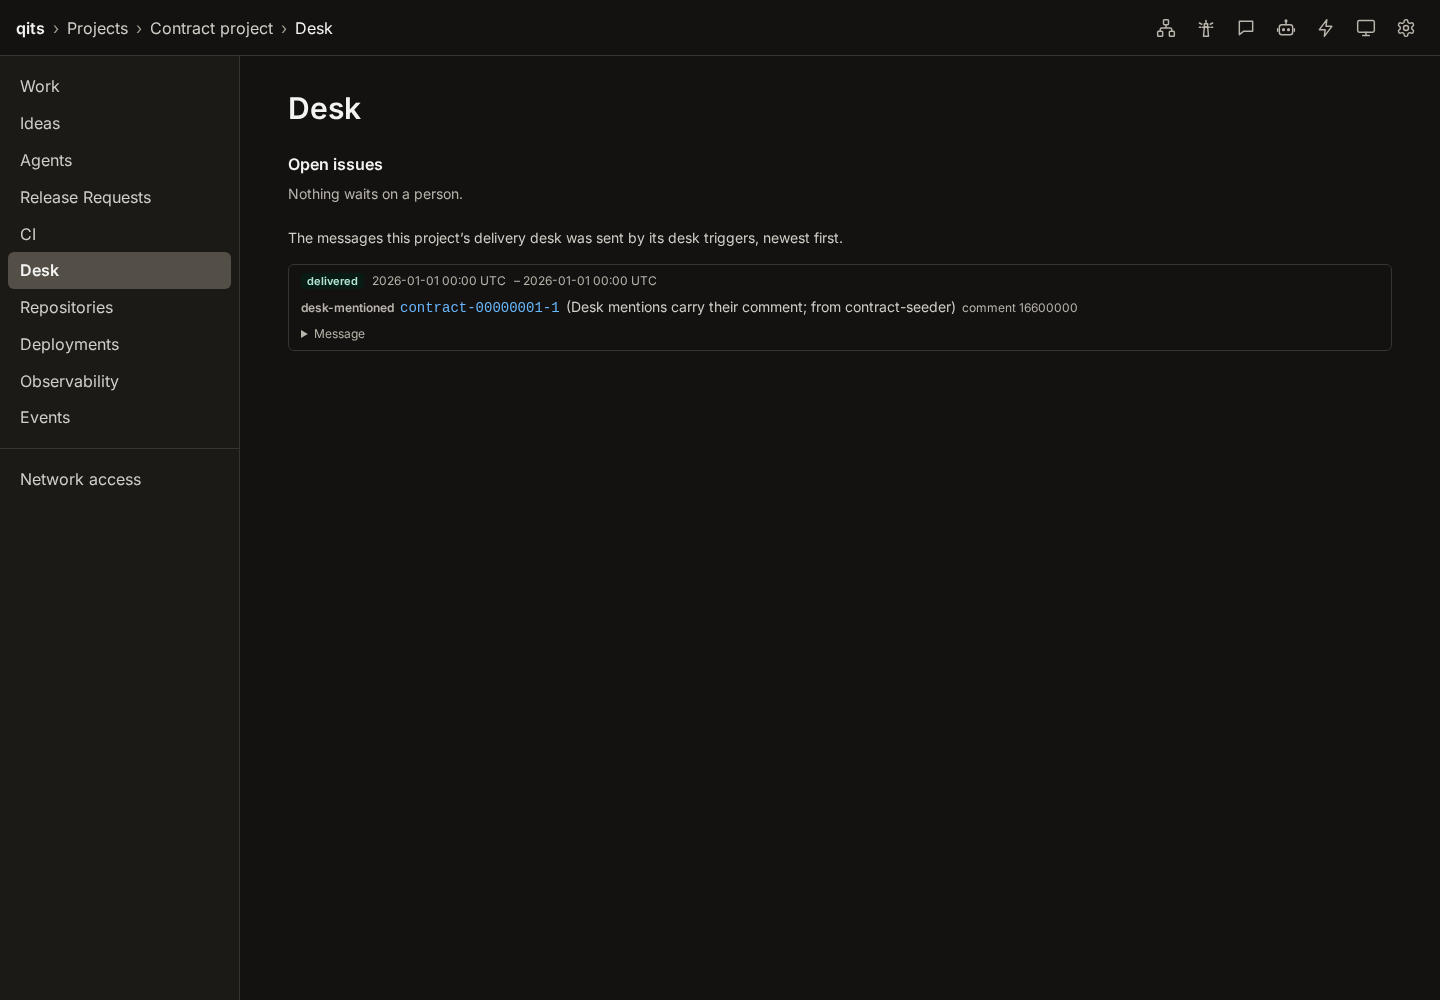 qits › Projects › Contract project › Desk
Work
Ideas
Agents
Release Requests
CI
Desk
Repositories
Deployments
Observability
Events
Network access
Desk
Open issues
Nothing waits on a person.
The messages this project’s delivery desk was sent by its desk triggers, newest first.
delivered 2026-01-01 00:00 UTC – 2026-01-01 00:00 UTC
desk-mentioned contract-00000001-1 (Desk mentions carry their comment; from contract-seeder) comment 16600000
Message